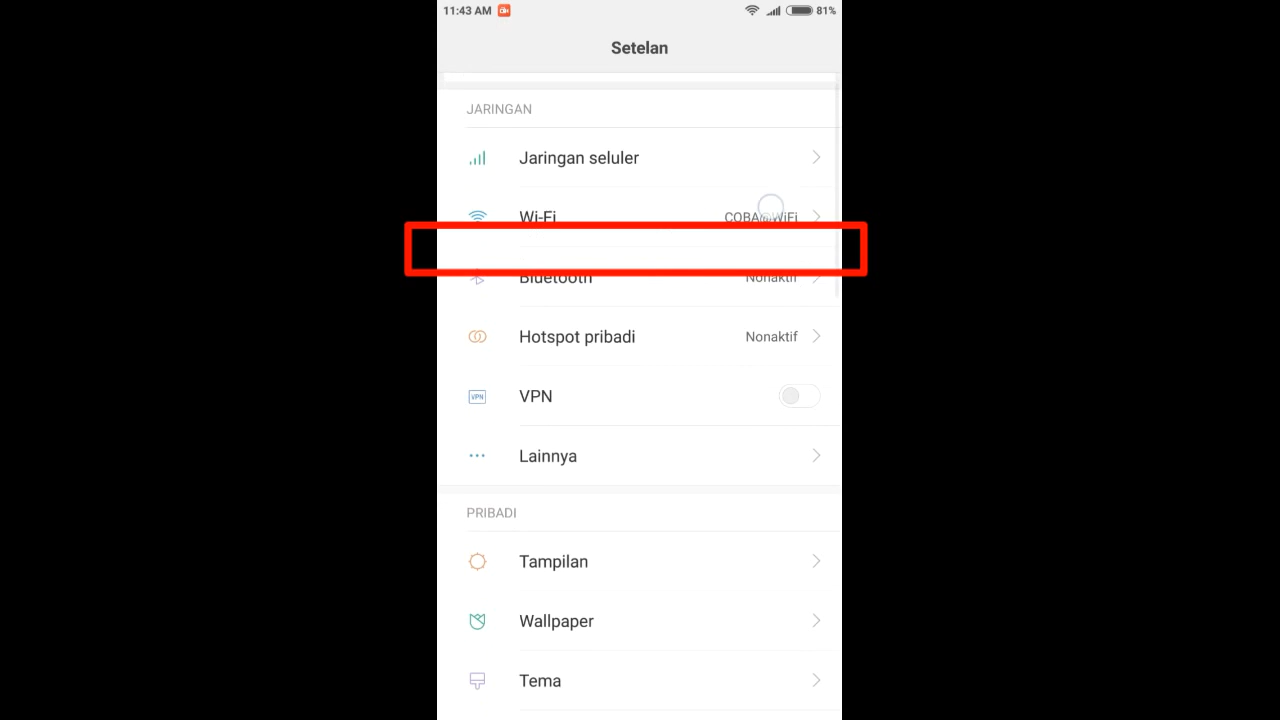 11:43 AM 81%
Setelan
JARINGAN
Jaringan seluler
Wi-Fi COBA@WiFi
Bluetooth Nonaktif
Hotspot pribadi Nonaktif
VPN VPN
Lainnya
PRIBADI
Tampilan
Wallpaper
Tema